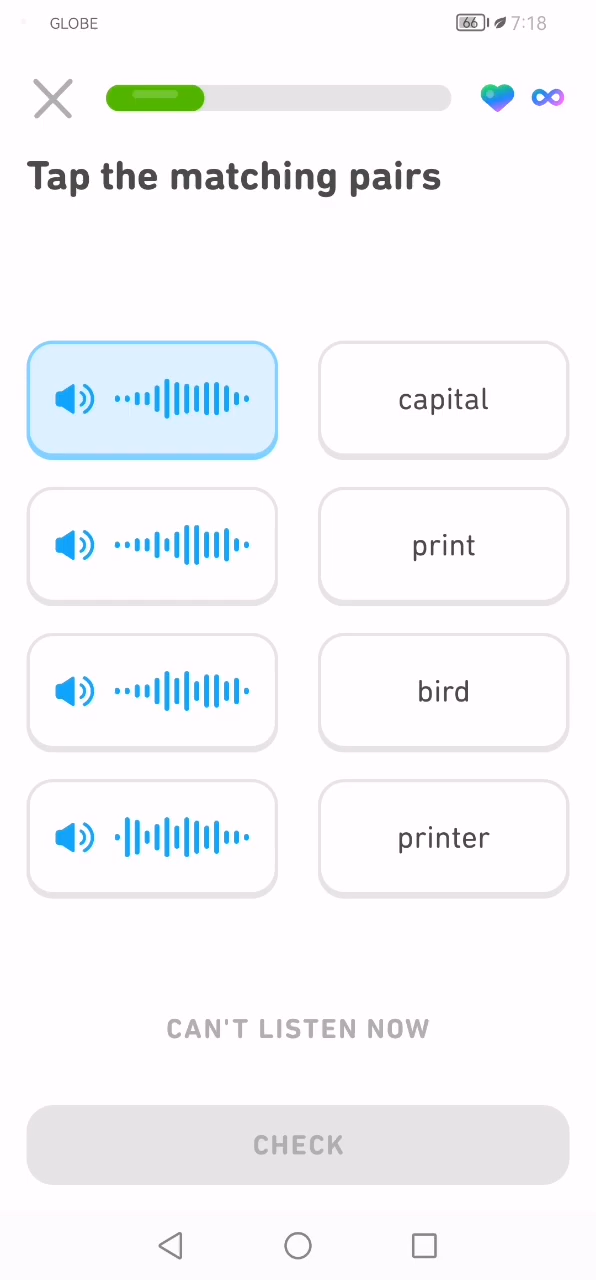 GLOBE 66 7:18
Tap the matching pairs
capital
print
bird
printer
CAN'T LISTEN NOW
CHECK